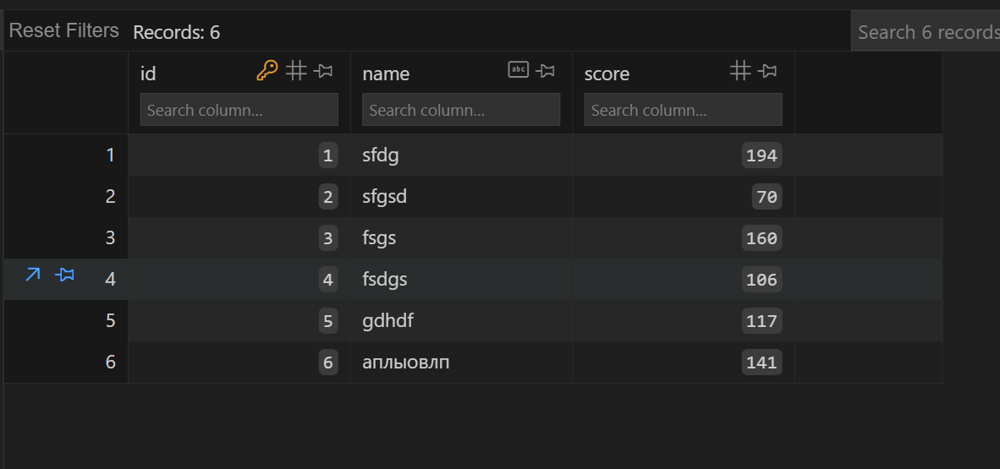 Reset Filters Records: 6 Search 6 records
id name abc score
Search column... Search column... Search column...
1 1 sfdg 194
2 2 sfgsd 70
3 3 fsgs 160
4 4 fsdgs 106
5 5 gdhdf 117
6 6 аплыовлп 141